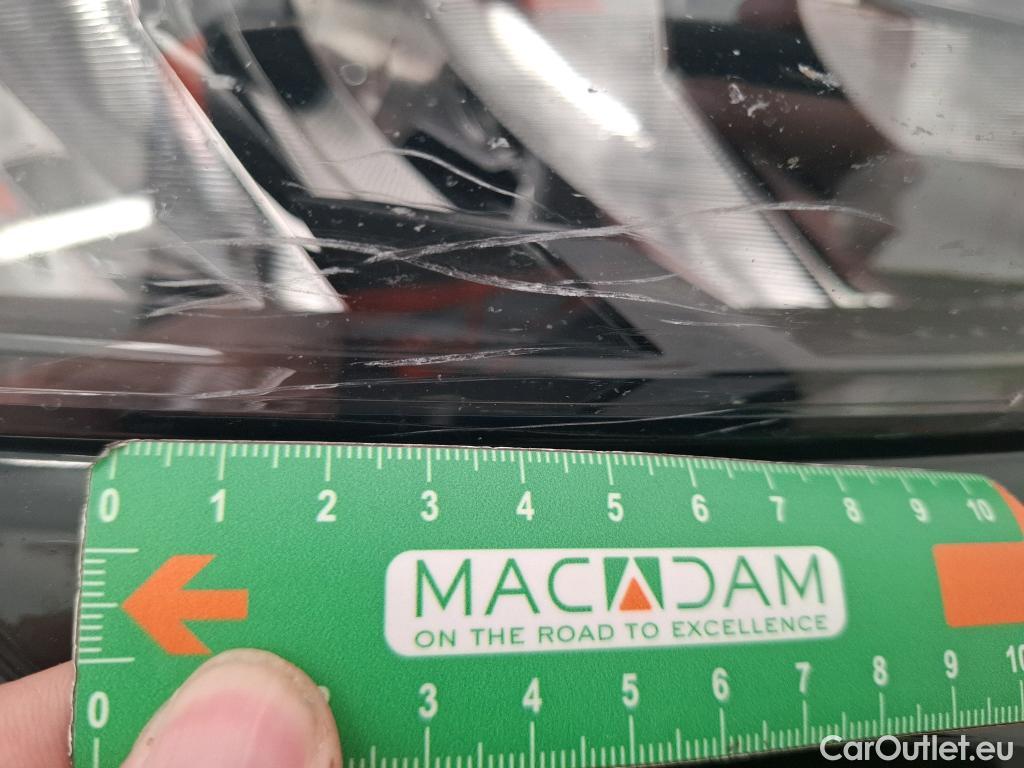 0 1 2 3 4 5 6 7 8 9 10
MACADAM
ON THE ROAD TO EXCELLENCE
0 3 4 5 6 7 8 9 10
CarOutlet.eu